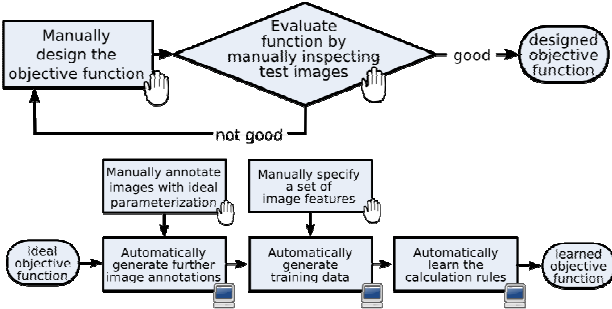 Manually
design the
objective function
Evaluate
function by
manually inspecting
test images
good
designed
objective
function
not good
Manually annotate
images with ideal
parameterization
Manually specify
a set of
image features
ideal
objective
function
Automatically
generate further
image annotations
Automatically
generate
training data
Automatically
learn the
calculation rules
learned
objective
function